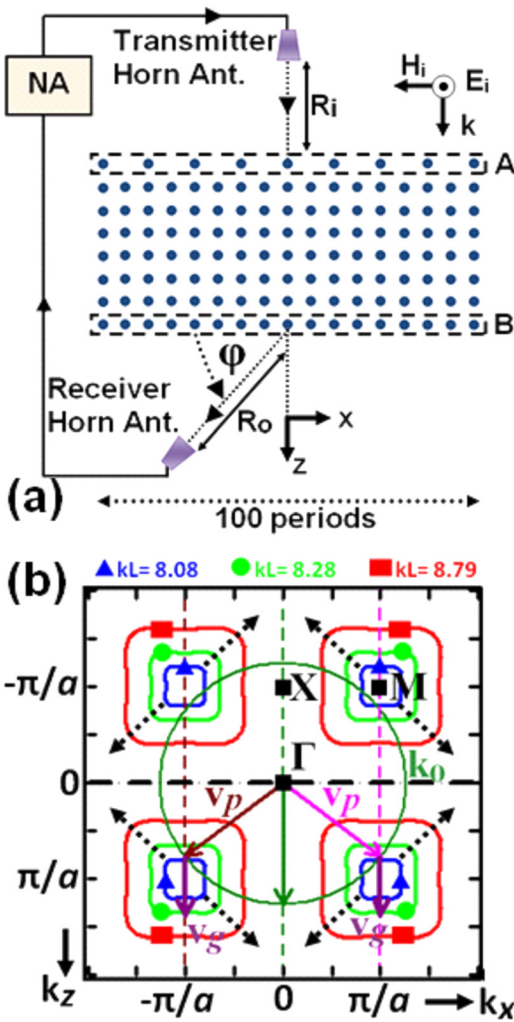 Transmitter
Horn Ant.
NA
Ri
Hi
Ei
k
A
B
φ
Receiver
Horn Ant.
Ro
x
z
(a)
100 periods
(b)
kL= 8.08 kL= 8.28 kL= 8.79
-π/a
X
M
Γ
k0
0
vp vp
π/a
vg vg
kz
-π/a 0 π/a kx